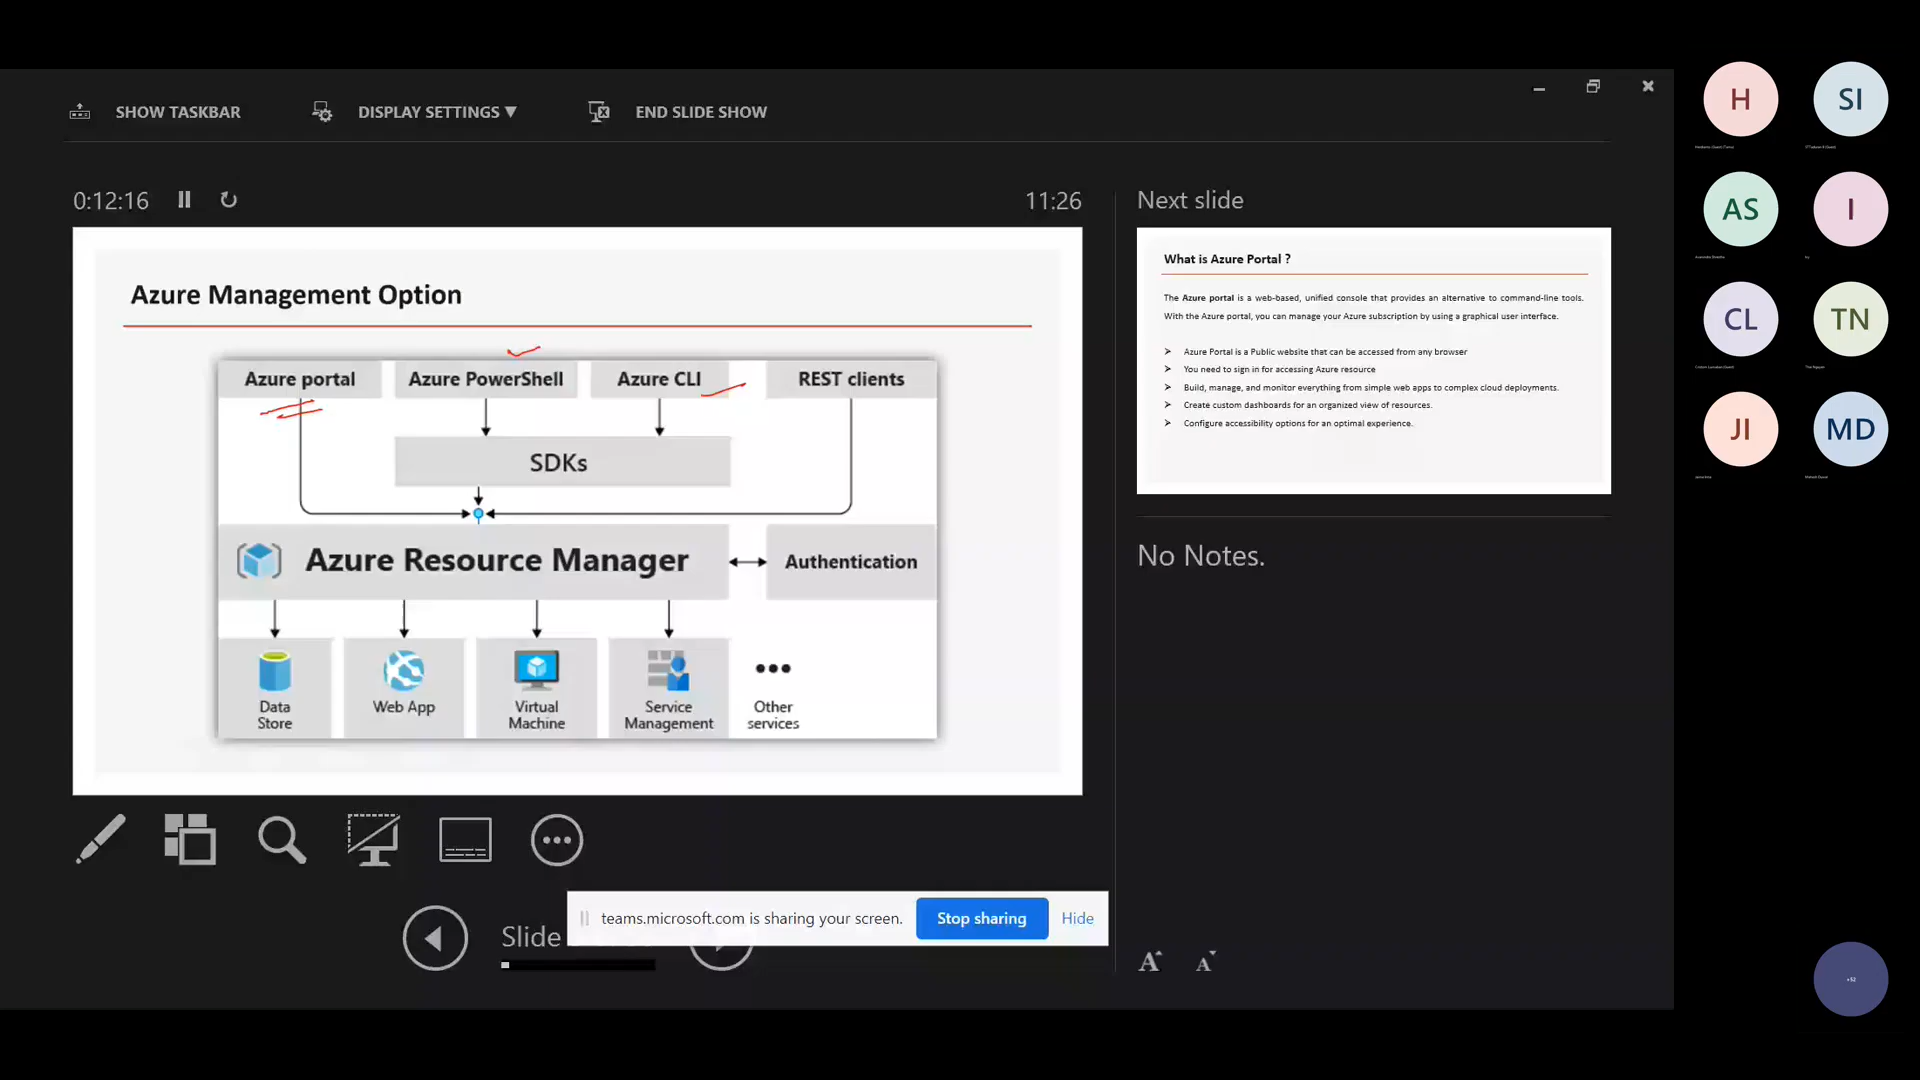 SHOW TASKBAR
DISPLAY SETTINGS ▼
END SLIDE SHOW
0:12:16
11:26
Azure Management Option
Azure portal
Azure PowerShell
Azure CLI
REST clients
SDKs
Azure Resource Manager
Authentication
Data
Store
Web App
Virtual
Machine
Service
Management
Other
services
Slide
teams.microsoft.com is sharing your screen.
Stop sharing
Hide
Next slide
What is Azure Portal ?
The Azure portal is a web-based, unified console that provides an alternative to command-line tools.
With the Azure portal, you can manage your Azure subscription by using a graphical user interface.
Azure Portal is a Public website that can be accessed from any browser
You need to sign in for accessing Azure resource
Build, manage, and monitor everything from simple web apps to complex cloud deployments.
Create custom dashboards for an organized view of resources.
Configure accessibility options for an optimal experience.
No Notes.
A
A
H
SI
AS
I
CL
TN
JI
MD
+52